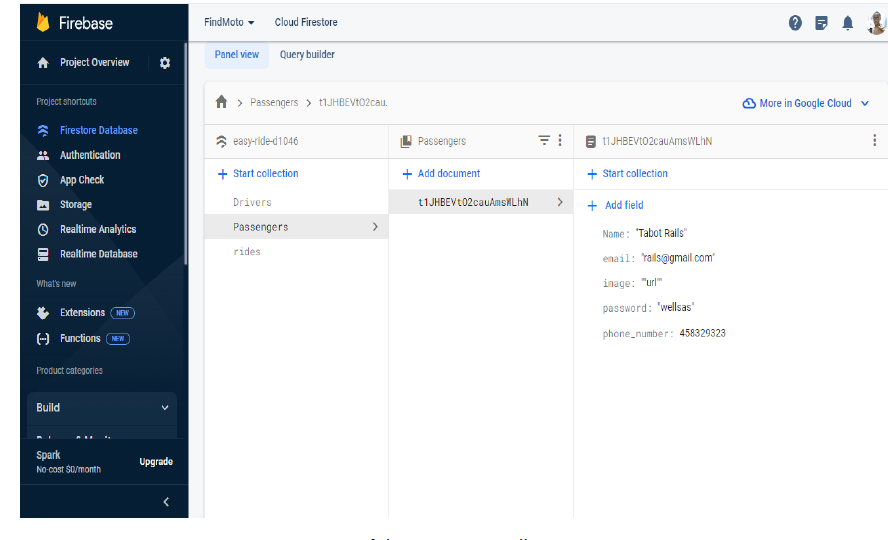 Firebase
FindMoto
Cloud Firestore
Project Overview
Project shortcuts
Firestore Database
Authentication
App Check
Storage
Realtime Analytics
Realtime Database
What's new
Extensions NEW
Functions NEW
Product categories
Build
Spark
No-cost $0/month
Upgrade
Panel view
Query builder
Passengers > t1JHBEVtO2cau.
More in Google Cloud
easy-ride-d1046
Start collection
Drivers
Passengers
rides
Passengers
Add document
t1JHBEVtO2cauAmsWLhN
t1JHBEVtO2cauAmsWLhN
Start collection
Add field
Name: "Tabot Rails"
email: "rails@gmail.com"
image: "'url'"
password: "wellsas"
phone_number: 458329323